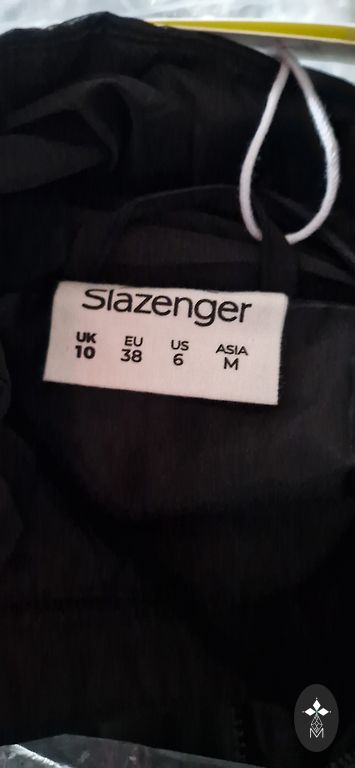 Slazenger
UK EU US ASIA
10 38 6 M
M